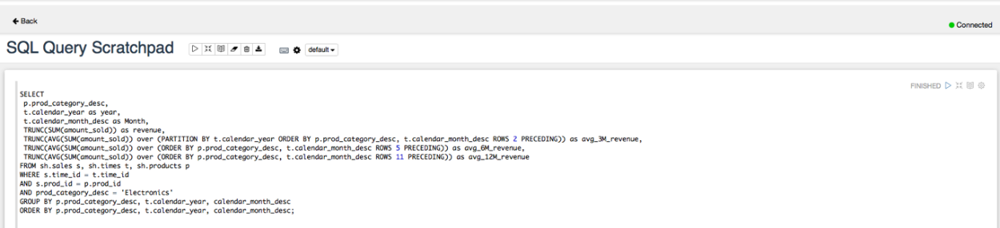 Back
Connected
SQL Query Scratchpad
default
FINISHED
SELECT
p.prod_category_desc,
t.calendar_year as year,
t.calendar_month_desc as Month,
TRUNC(SUM(amount_sold)) as revenue,
TRUNC(AVG(SUM(amount_sold)) over (PARTITION BY t.calendar_year ORDER BY p.prod_category_desc, t.calendar_month_desc ROWS 2 PRECEDING)) as avg_3M_revenue,
TRUNC(AVG(SUM(amount_sold)) over (ORDER BY p.prod_category_desc, t.calendar_month_desc ROWS 5 PRECEDING)) as avg_6M_revenue,
TRUNC(AVG(SUM(amount_sold)) over (ORDER BY p.prod_category_desc, t.calendar_month_desc ROWS 11 PRECEDING)) as avg_12M_revenue
FROM sh.sales s, sh.times t, sh.products p
WHERE s.time_id = t.time_id
AND s.prod_id = p.prod_id
AND prod_category_desc = 'Electronics'
GROUP BY p.prod_category_desc, t.calendar_year, calendar_month_desc
ORDER BY p.prod_category_desc, t.calendar_year, calendar_month_desc;